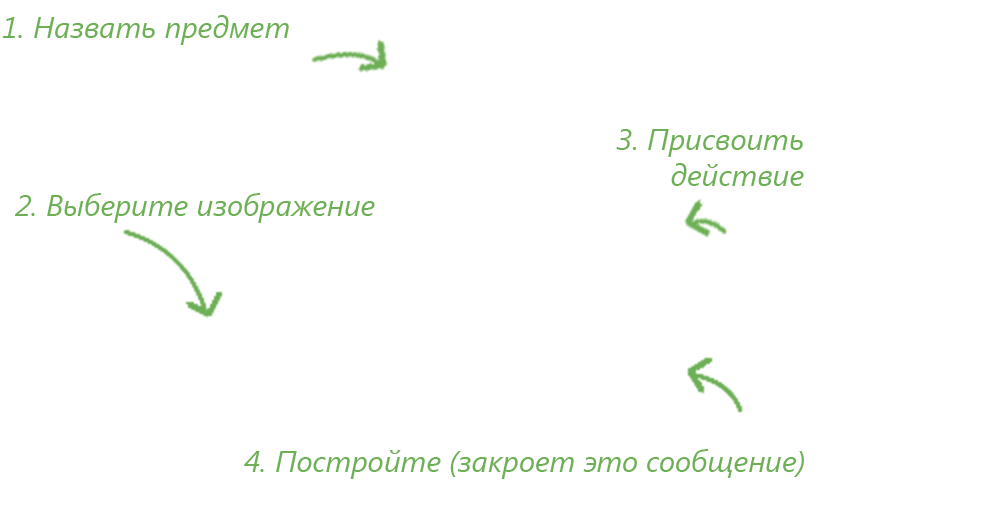 1. Назвать предмет
3. Присвоить
действие
2. Выберите изображение
4. Постройте (закроет это сообщение)